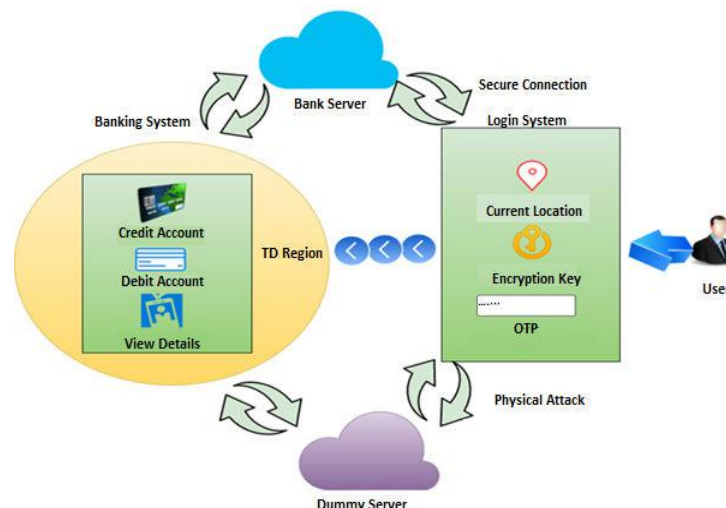 Secure Connection
Bank Server
Banking System
Login System
Credit Account
Current Location
TD Region
Debit Account
Encryption Key
View Details
OTP
User
Physical Attack
Dummy Server